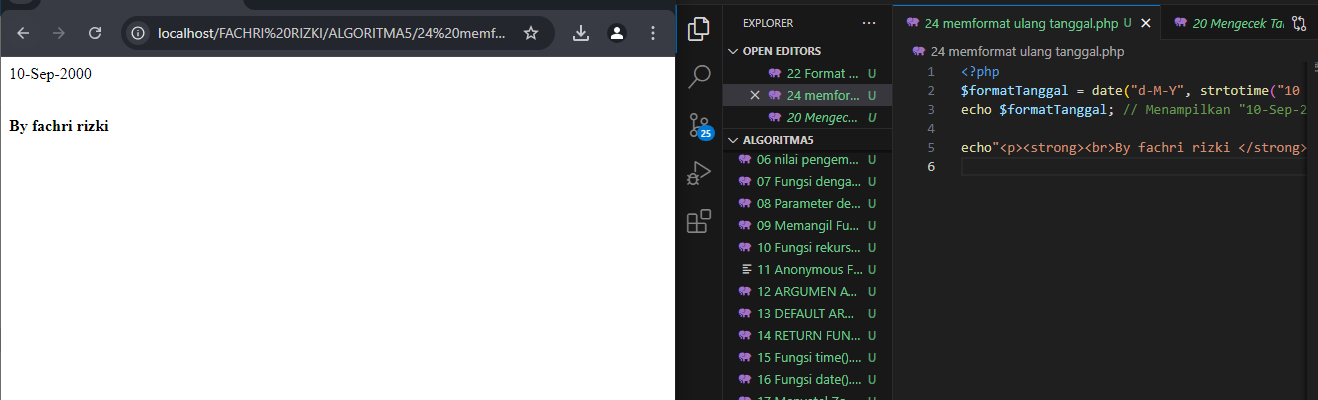 localhost/FACHRI%20RIZKI/ALGORITMA5/24%20memf...
10-Sep-2000
By fachri rizki
25
EXPLORER
OPEN EDITORS
22 Format ... U
24 memfor... U
20 Mengec... U
ALGORITMA5
06 nilai pengem... U
07 Fungsi denga... U
08 Parameter de... U
09 Memangil Fu... U
10 Fungsi rekurs... U
11 Anonymous F... U
12 ARGUMEN A... U
13 DEFAULT AR... U
14 RETURN FUN... U
15 Fungsi time().... U
16 Fungsi date().... U
24 memformat ulang tanggal.php U
20 Mengecek Ta
24 memformat ulang tanggal.php
1 <?php
2 $formatTanggal = date("d-M-Y", strtotime("10
3 echo $formatTanggal; // Menampilkan "10-Sep-2
4
5 echo"<p><strong><br>By fachri rizki </strong>
6